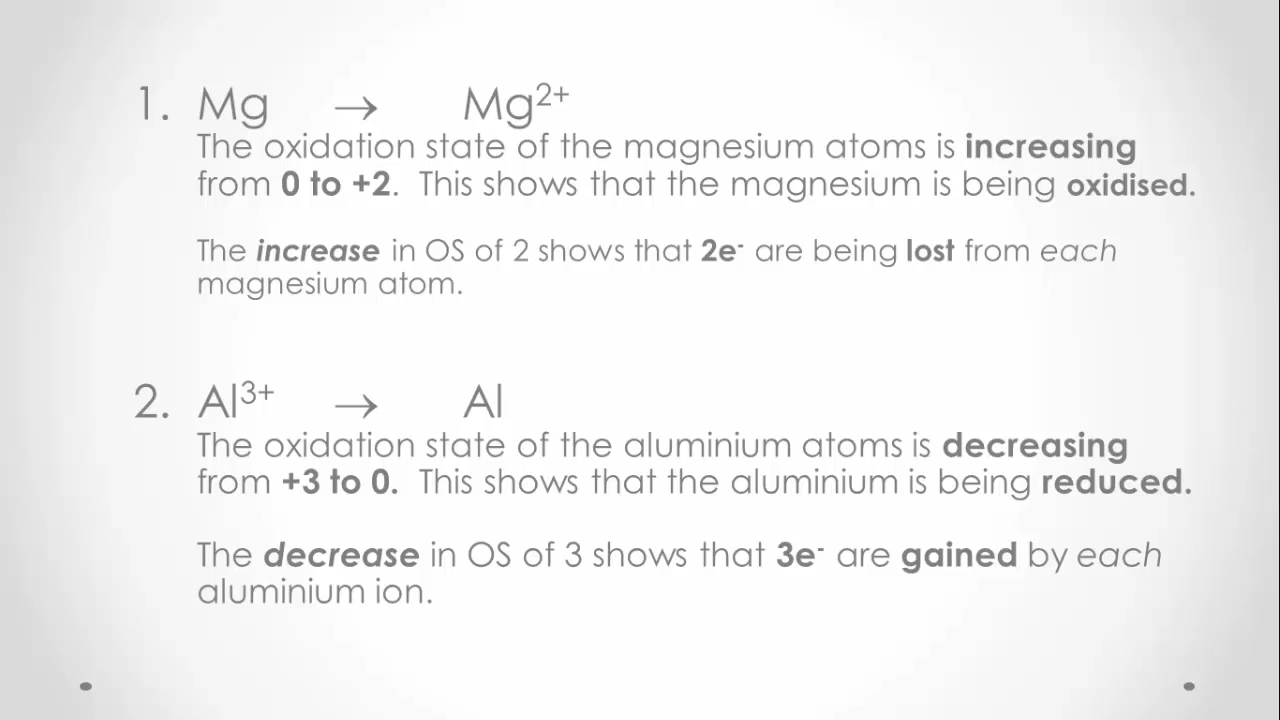 1. Mg → Mg²⁺
The oxidation state of the magnesium atoms is increasing
from 0 to +2. This shows that the magnesium is being oxidised.
The increase in OS of 2 shows that 2e⁻ are being lost from each
magnesium atom.
2. Al³⁺ → Al
The oxidation state of the aluminium atoms is decreasing
from +3 to 0. This shows that the aluminium is being reduced.
The decrease in OS of 3 shows that 3e⁻ are gained by each
aluminium ion.